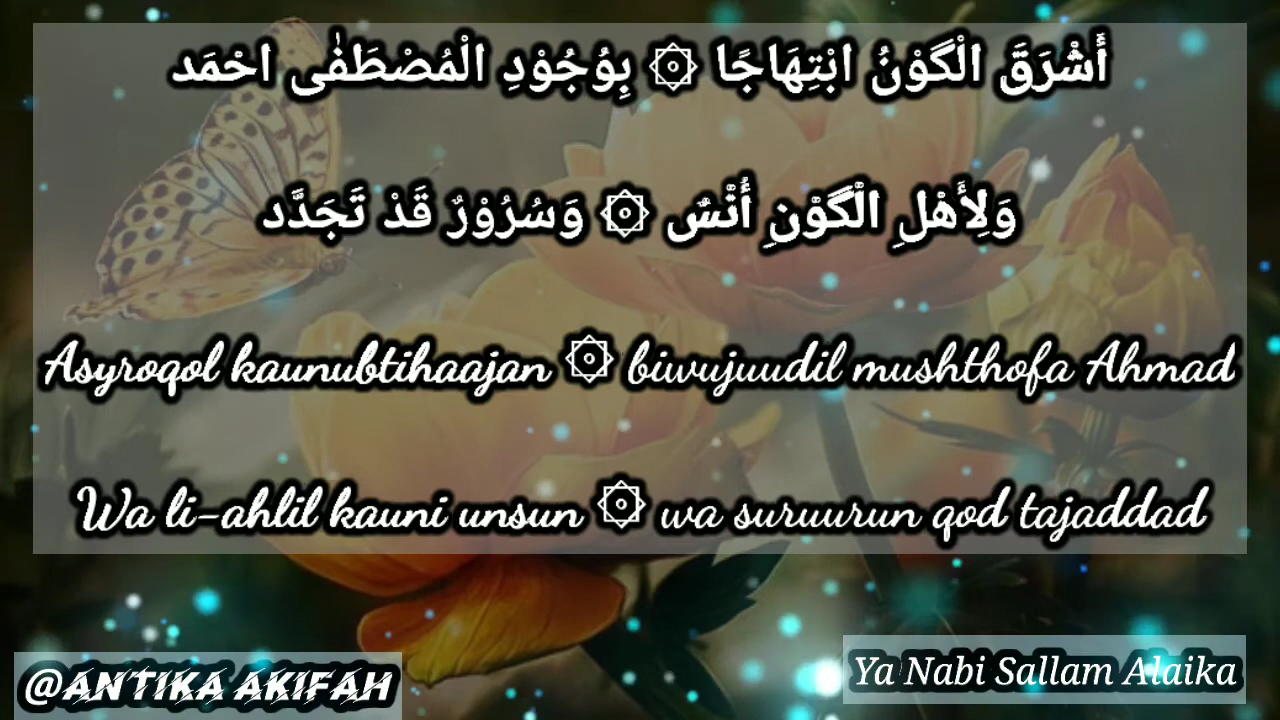 أَشْرَقَ الْكَوْنُ ابْتِهَاجًا ۞ بِوُجُوْدِ الْمُصْطَفٰى احْمَد
وَلِأَهْلِ الْكَوْنِ أُنْسٌ ۞ وَسُرُوْرٌ قَدْ تَجَدَّد
Asyroqol kaunubtihaajan ۞ biwujuudil mushthofa Ahmad
Wa li-ahlil kauni unsun ۞ wa suruurun qod tajaddad
@ANTIKA AKIFAH
Ya Nabi Sallam Alaika